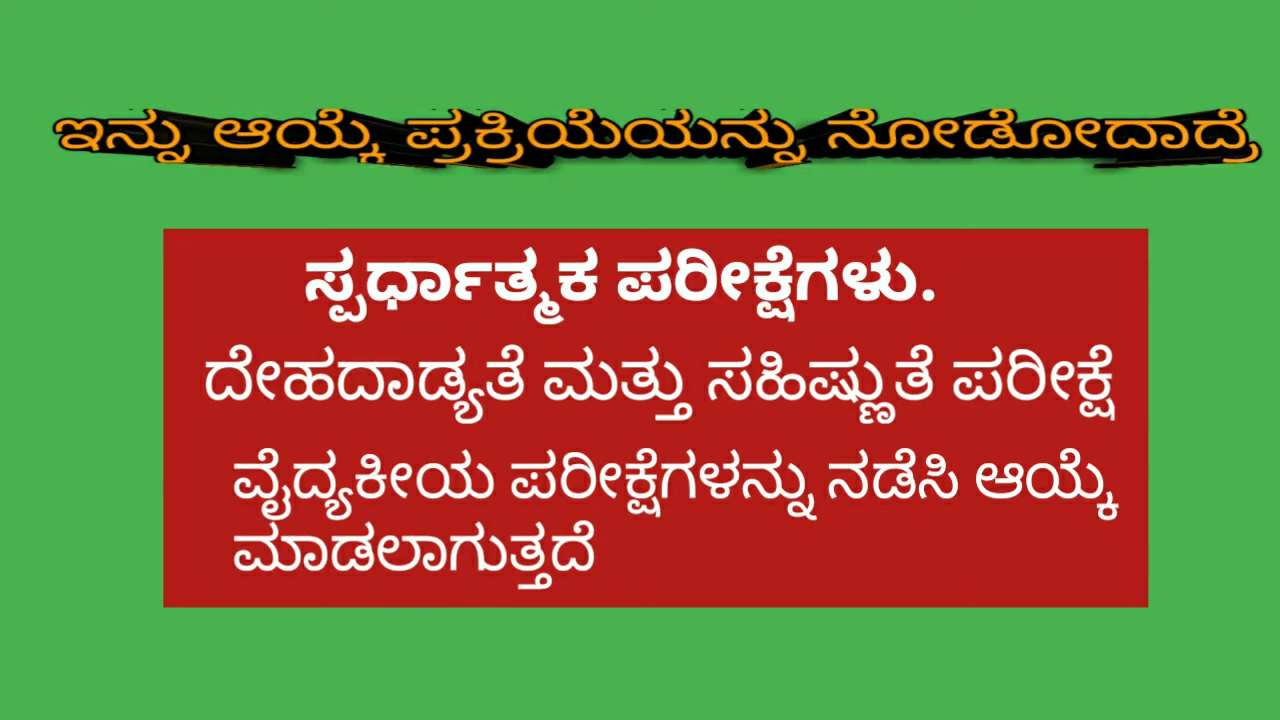 ಇನ್ನು ಆಯ್ಕೆ ಪ್ರಕ್ರಿಯೆಯನ್ನು ನೋಡೋದಾದ್ರೆ
ಸ್ಪರ್ಧಾತ್ಮಕ ಪರೀಕ್ಷೆಗಳು.
ದೇಹದಾಡ್ಯತೆ ಮತ್ತು ಸಹಿಷ್ಣುತೆ ಪರೀಕ್ಷೆ
ವೈದ್ಯಕೀಯ ಪರೀಕ್ಷೆಗಳನ್ನು ನಡೆಸಿ ಆಯ್ಕೆ
ಮಾಡಲಾಗುತ್ತದೆ